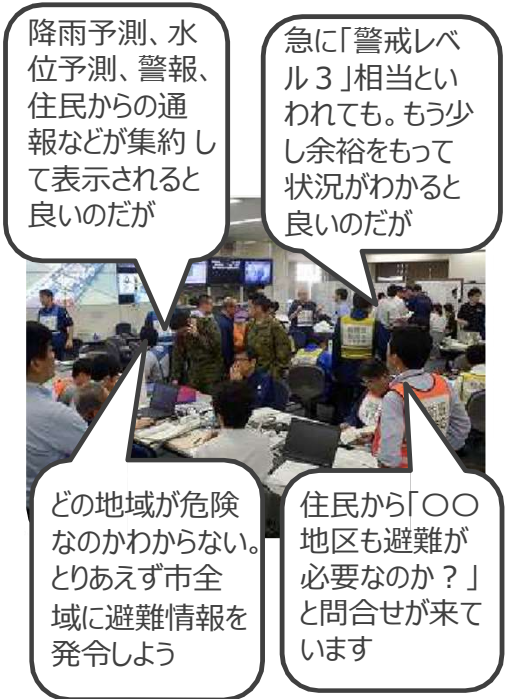 降雨予測、水
位予測、警報、
住民からの通
報などが集約し
て表示されると
良いのだが
急に「警戒レベ
ル3」相当とい
われても。もう少
し余裕をもって
状況がわかると
良いのだが
どの地域が危険
なのかわからない。
とりあえず市全
域に避難情報を
発令しよう
住民から「〇〇
地区も避難が
必要なのか？」
と問合せが来て
います